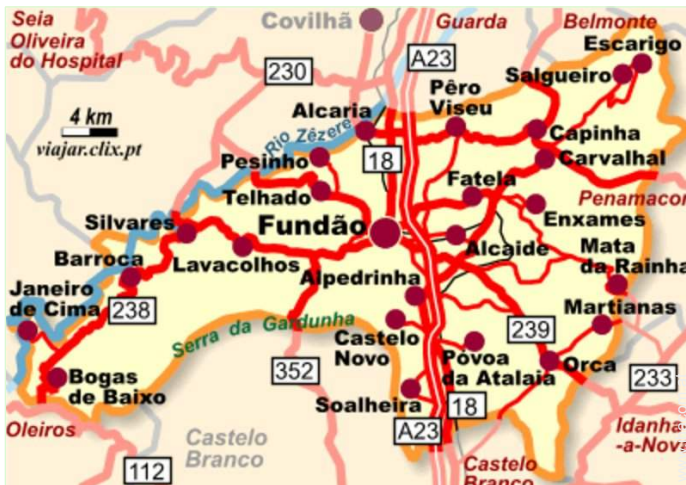 Seia
Oliveira
do Hospital
Covilhã
A23
Guarda
Belmonte
Escarigo
Salgueiro
230
4 km
viajar.clix.pt
Alcaria
Pêro
Viseu
Rio Zêzere
Capinha
Pesinho
18
Carvalhal
Telhado
Fatela
Penamacor
Silvares
Fundão
Enxames
Barroca
Lavacolhos
Alcaide
Mata
da Rainha
Janeiro
de Cima
Alpedrinha
238
Martianas
Serra da Gardunha
Castelo
Novo
239
352
Póvoa
da Atalaia
Orca
233
Bogas
de Baixo
Soalheira
18
Oleiros
Castelo
Branco
A23
Idanha
-a-Nova
112
Castelo
Branco